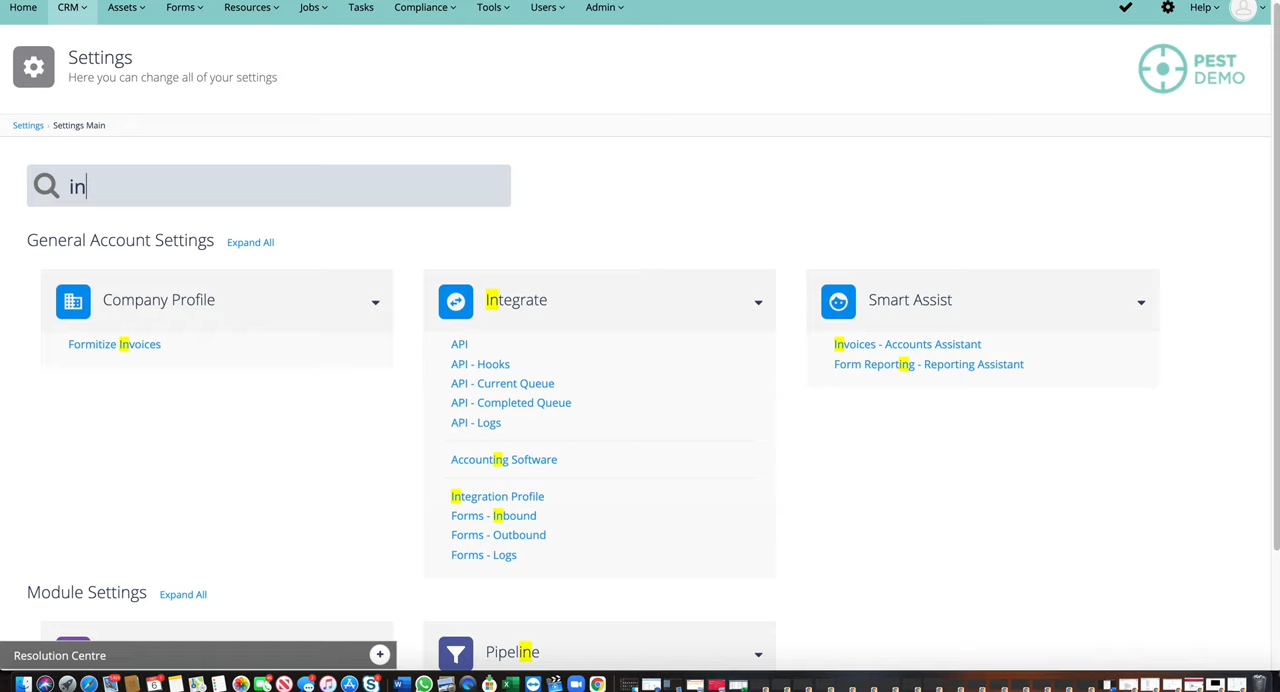 Home CRM Assets Forms Resources Jobs Tasks Compliance Tools Users Admin Help
Settings
Here you can change all of your settings
PEST
DEMO
Settings › Settings Main
in
General Account Settings Expand All
Company Profile
Formitize Invoices
Integrate
API
API - Hooks
API - Current Queue
API - Completed Queue
API - Logs
Accounting Software
Integration Profile
Forms - Inbound
Forms - Outbound
Forms - Logs
Smart Assist
Invoices - Accounts Assistant
Form Reporting - Reporting Assistant
Module Settings Expand All
Pipeline
Resolution Centre